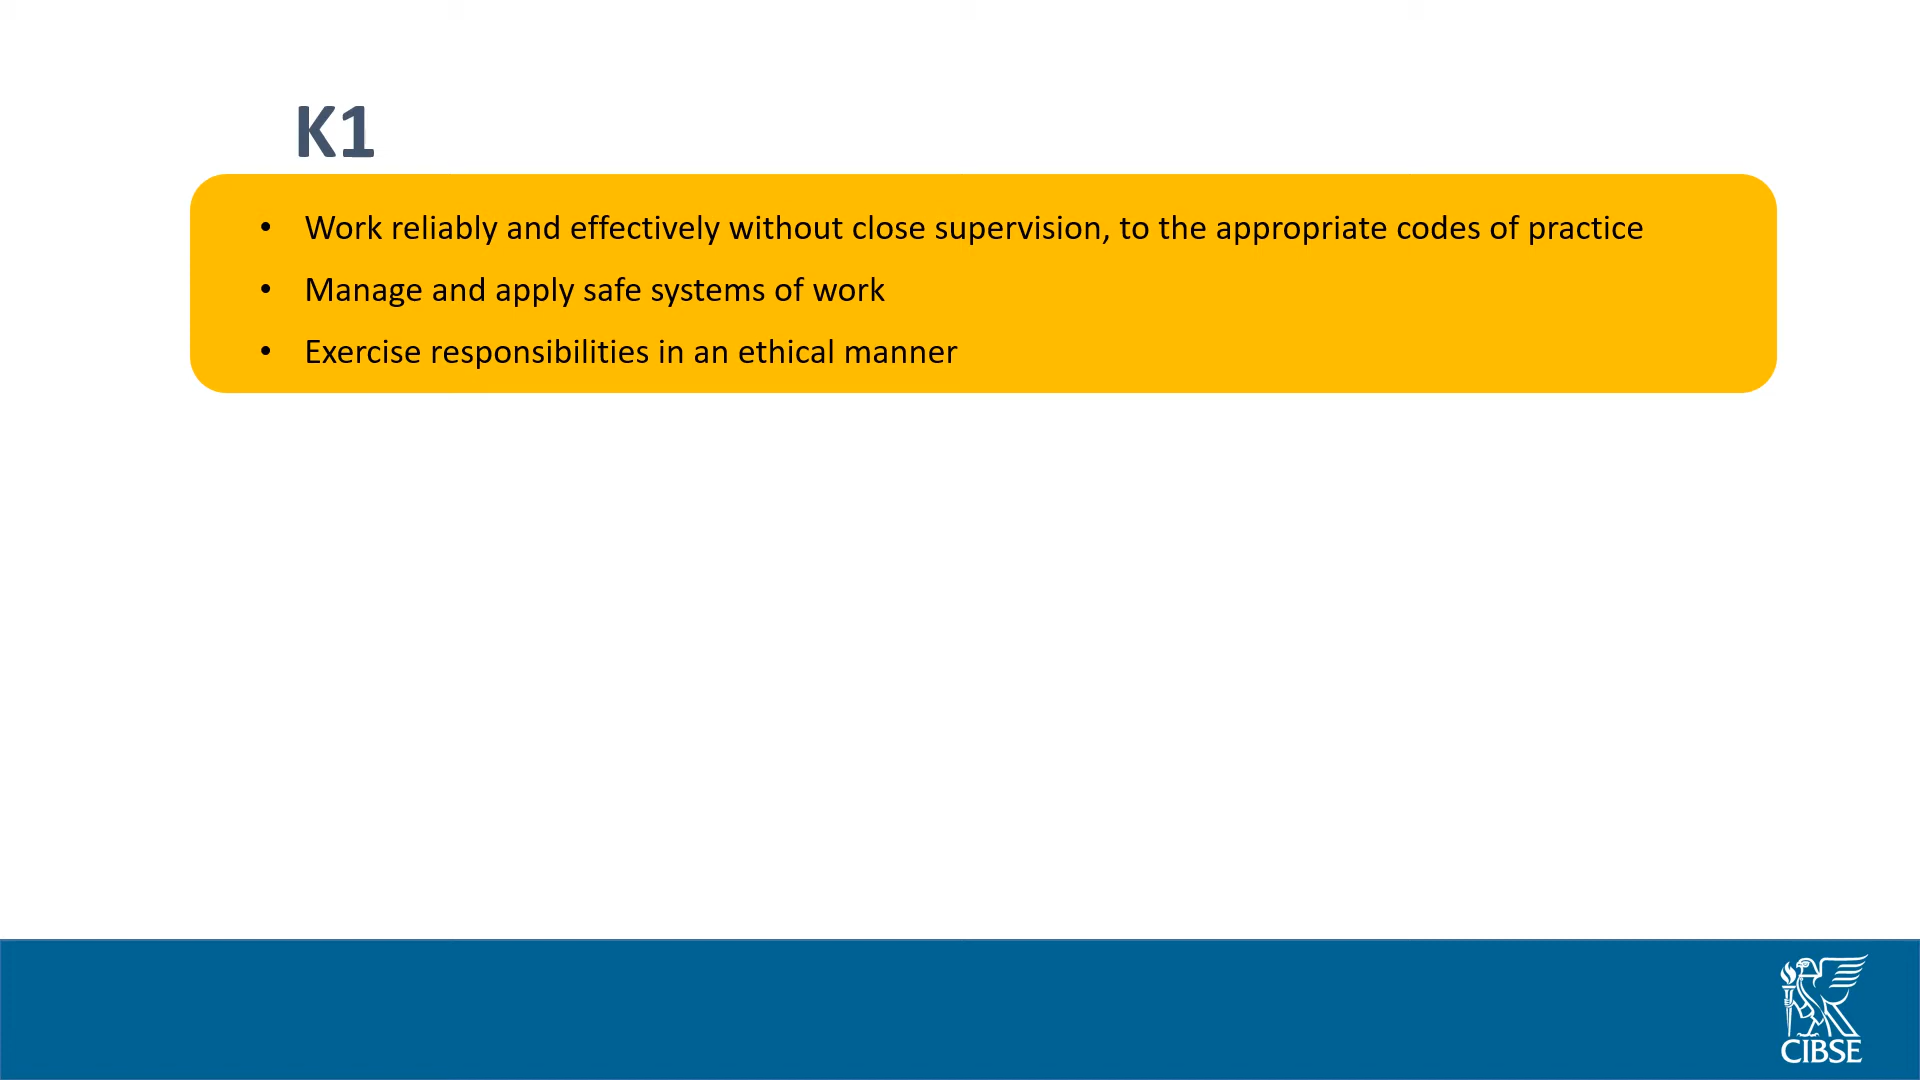 K1
• Work reliably and effectively without close supervision, to the appropriate codes of practice
• Manage and apply safe systems of work
• Exercise responsibilities in an ethical manner
CIBSE